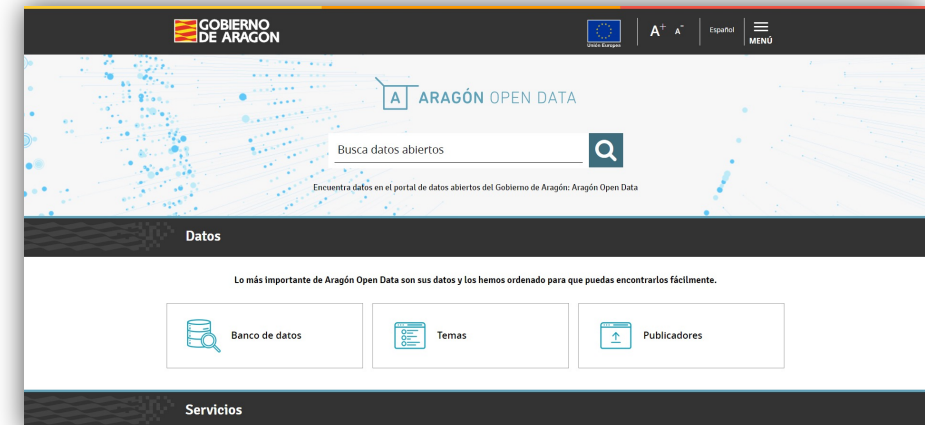 GOBIERNO
DE ARAGON
Unión Europea
A+ A-
Español
MENÚ
A ARAGÓN OPEN DATA
Busca datos abiertos
Encuentra datos en el portal de datos abiertos del Gobierno de Aragón: Aragón Open Data
Datos
Lo más importante de Aragón Open Data son sus datos y los hemos ordenado para que puedas encontrarlos fácilmente.
Banco de datos
Temas
Publicadores
Servicios